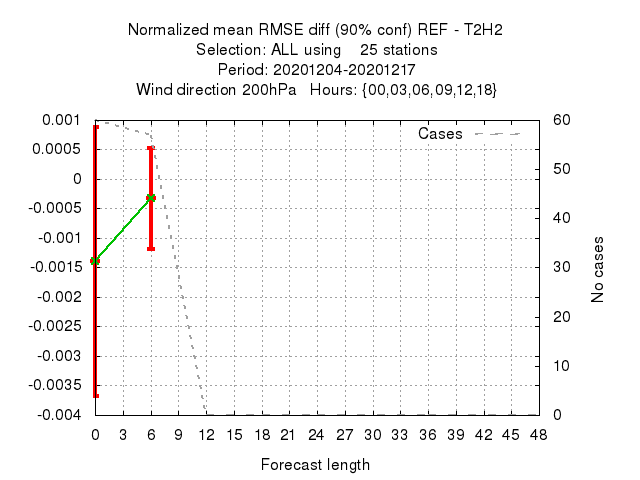 Normalized mean RMSE diff (90% conf) REF - T2H2
Selection: ALL using    25 stations
Period: 20201204-20201217
Wind direction 200hPa   Hours: {00,03,06,09,12,18}
Cases
0.001
0.0005
0
-0.0005
-0.001
-0.0015
-0.002
-0.0025
-0.003
-0.0035
-0.004
60
50
40
30
20
10
0
No cases
0 3 6 9 12 15 18 21 24 27 30 33 36 39 42 45 48
Forecast length